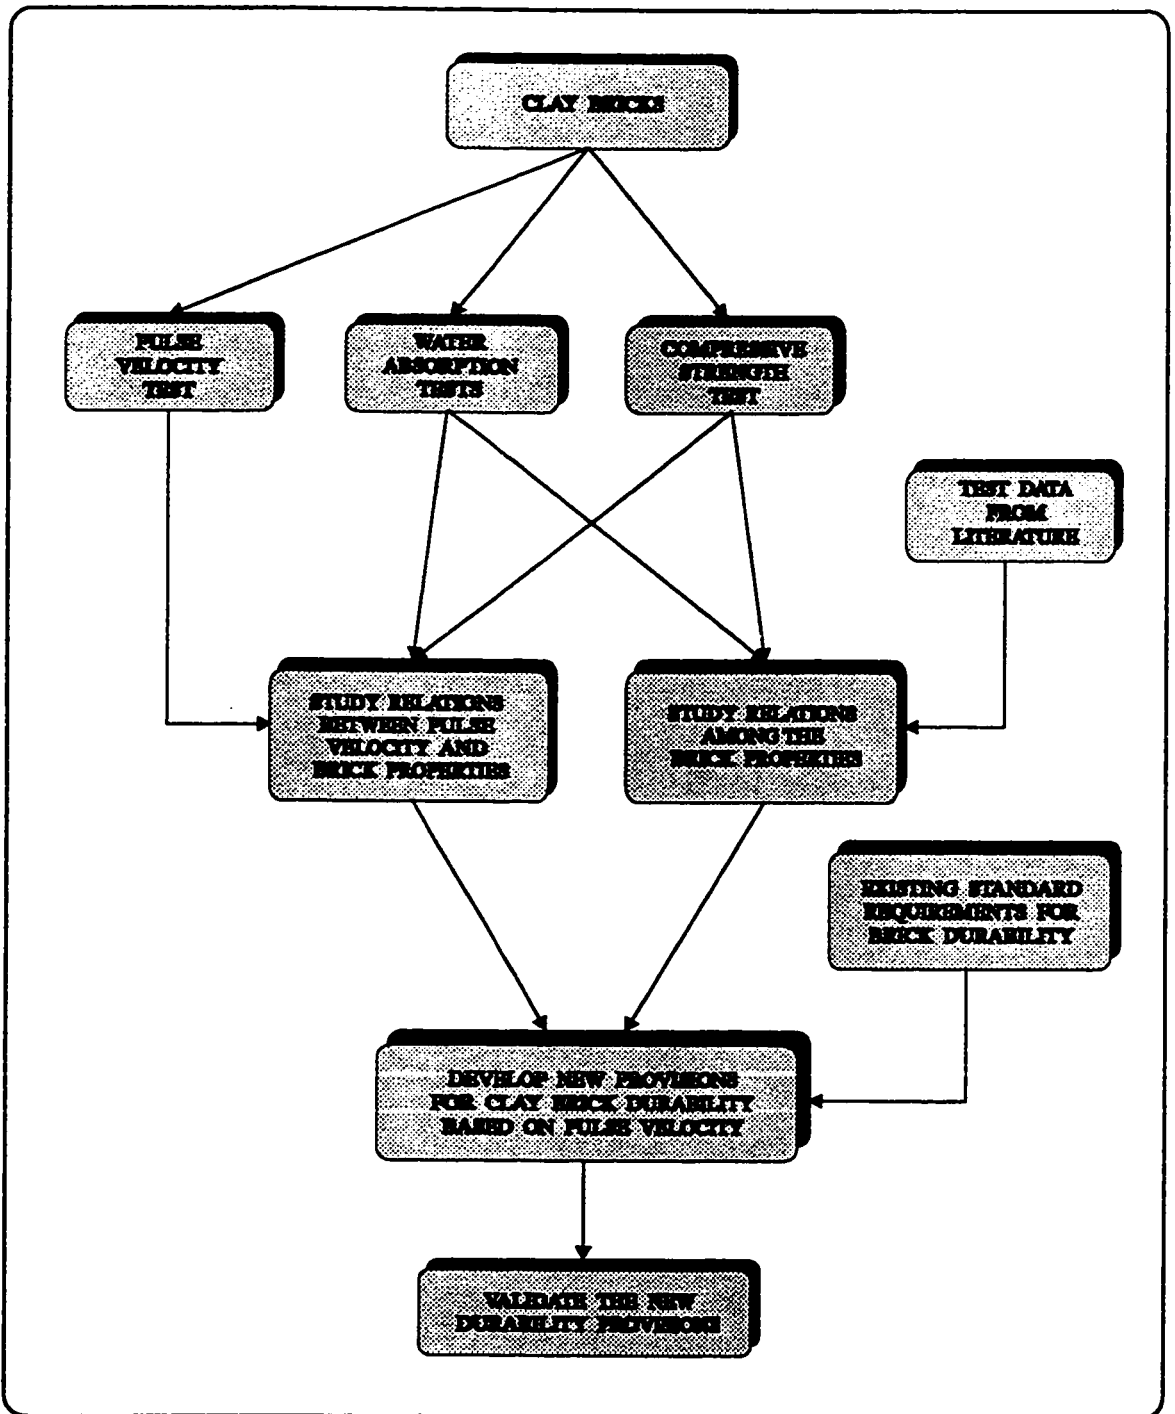 CLAY BRICKS
PULSE
VELOCITY
TEST
WATER
ABSORPTION
TESTS
COMPRESSIVE
STRENGTH
TEST
TEST DATA
FROM
LITERATURE
STUDY RELATIONS
BETWEEN PULSE
VELOCITY AND
BRICK PROPERTIES
STUDY RELATIONS
AMONG THE
BRICK PROPERTIES
EXISTING STANDARD
REQUIREMENTS FOR
BRICK DURABILITY
DEVELOP NEW PROVISIONS
FOR CLAY BRICK DURABILITY
BASED ON PULSE VELOCITY
VALIDATE THE NEW
DURABILITY PROVISIONS